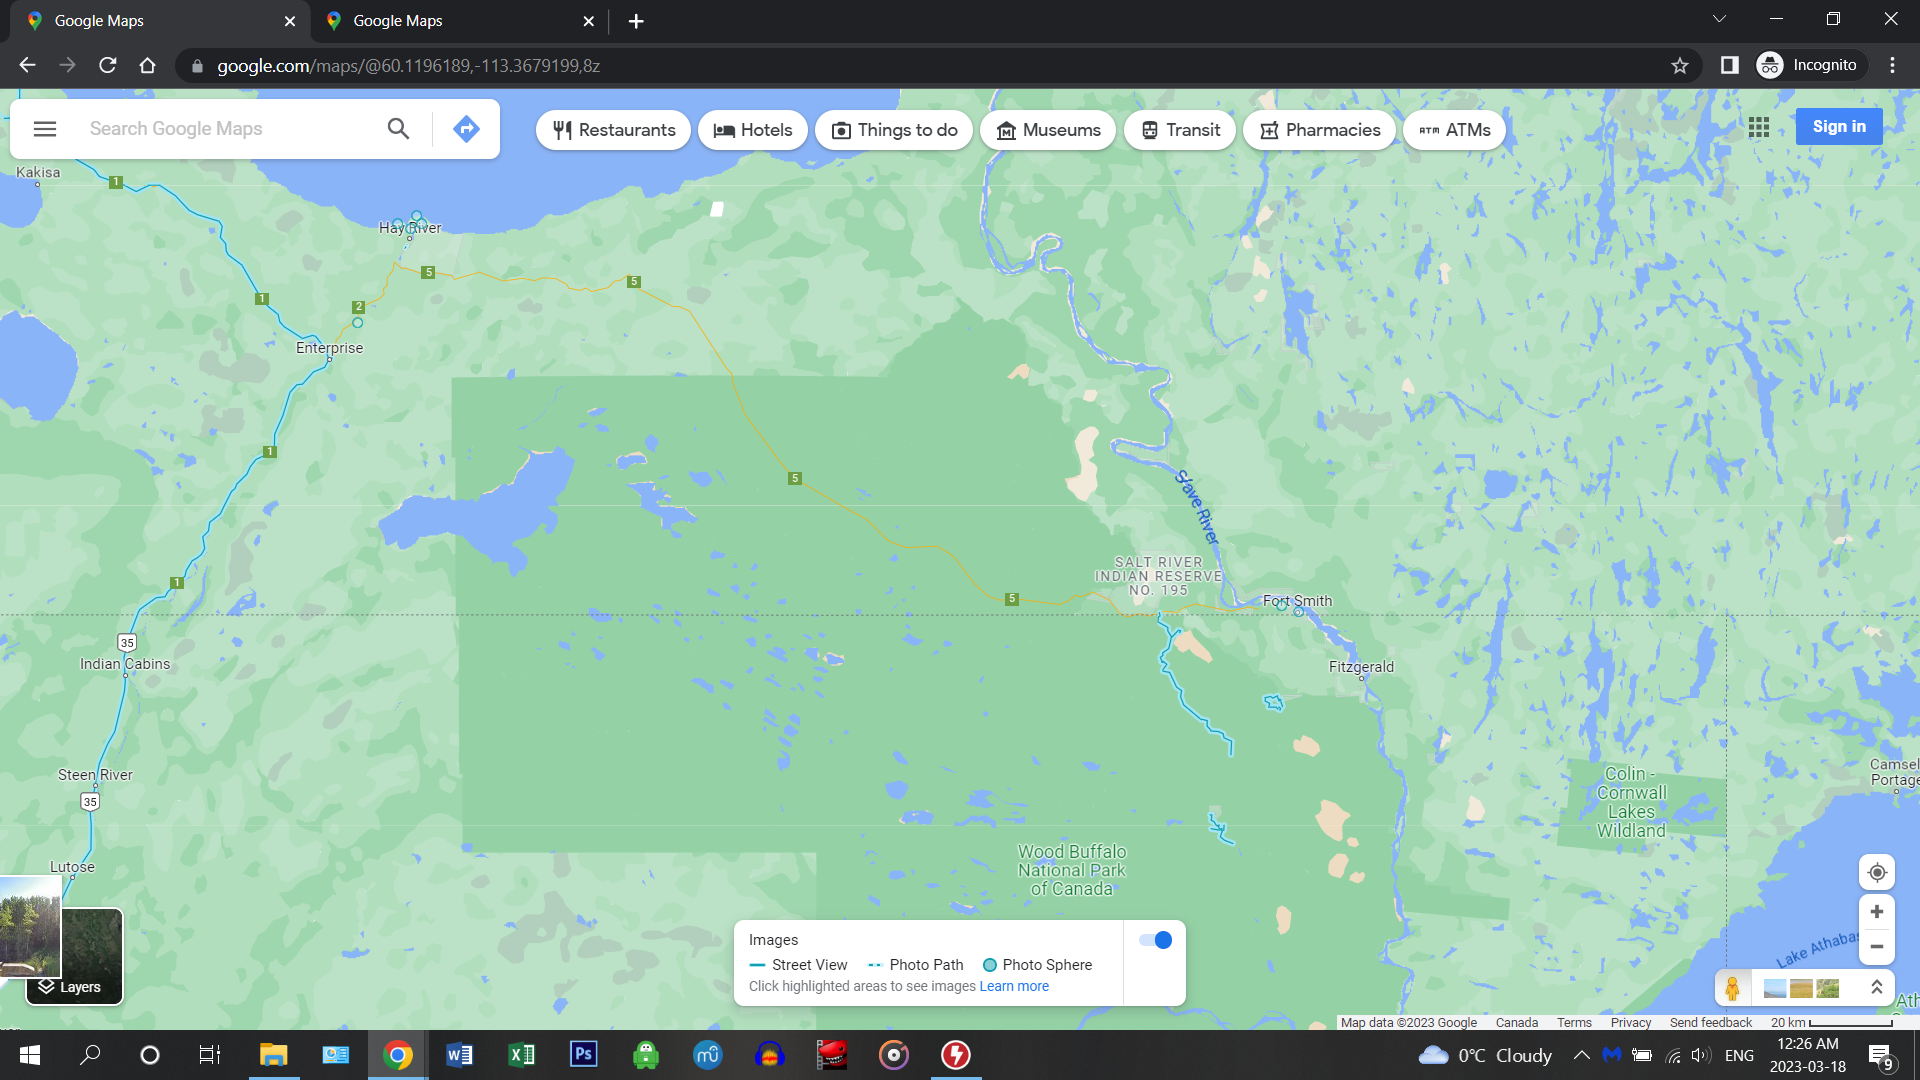 Google Maps
Google Maps
google.com/maps/@60.1196189,-113.3679199,8z
Incognito
Search Google Maps
Restaurants
Hotels
Things to do
Museums
Transit
Pharmacies
ATM ATMs
Sign in
Kakisa
1
Hay River
5
5
1
2
Enterprise
1
5
Slave River
SALT RIVER
INDIAN RESERVE
NO. 195
1
5
Fort Smith
35
Indian Cabins
Fitzgerald
Steen River
35
Colin -
Cornwall
Lakes
Wildland
Camsel
Portage
Lutose
Wood Buffalo
National Park
of Canada
Images
Street View
Photo Path
Photo Sphere
Click highlighted areas to see images Learn more
Lake Athabas
Layers
Ath
Map data ©2023 Google
Canada
Terms
Privacy
Send feedback
20 km
W
X
Ps
mu
0°C Cloudy
ENG
12:26 AM
2023-03-18
9